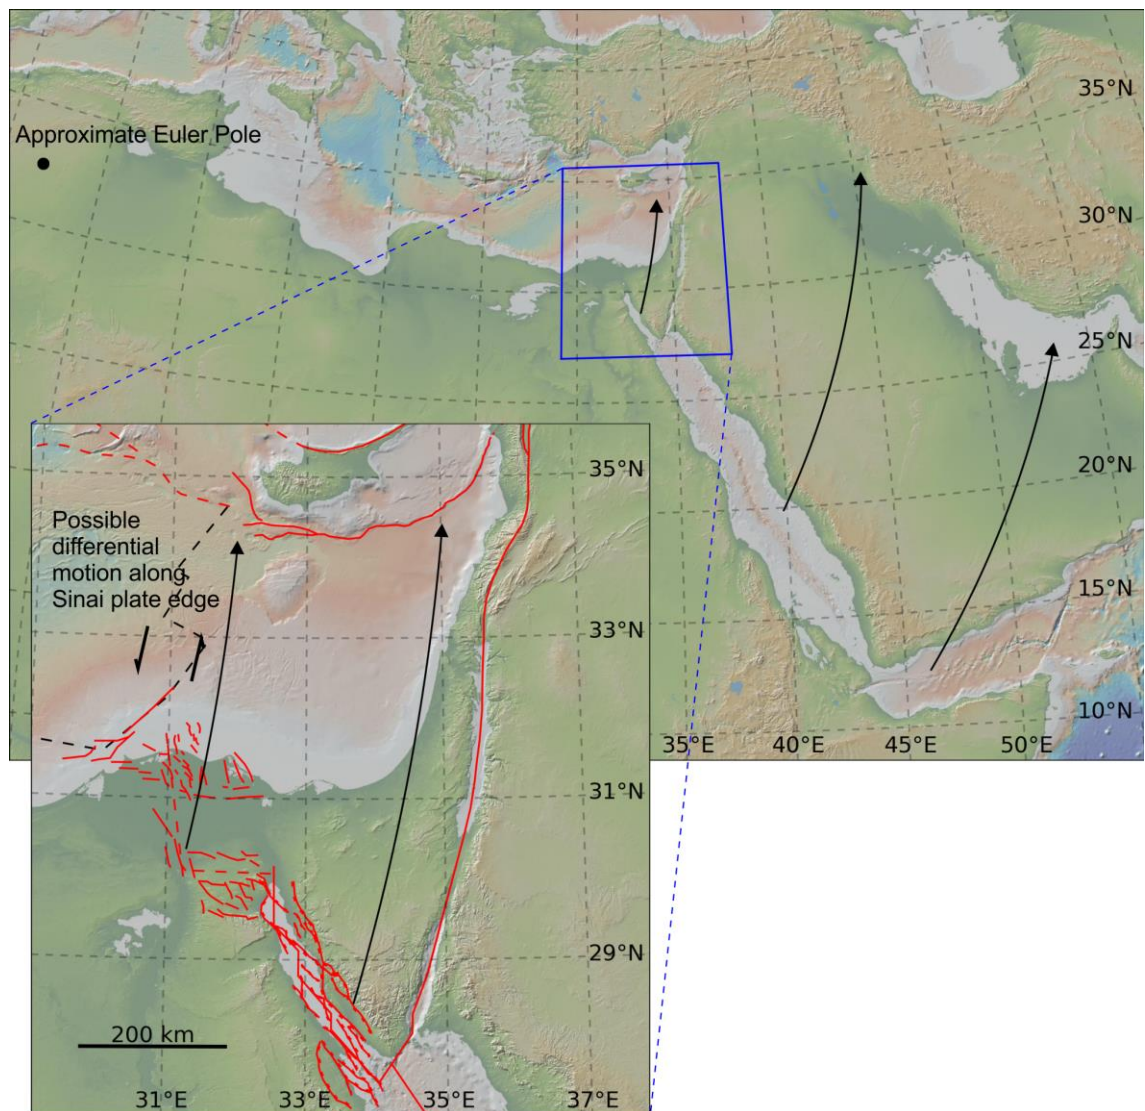 Approximate Euler Pole
35°N
30°N
25°N
20°N
15°N
10°N
35°E
40°E
45°E
50°E
Possible
differential
motion along
Sinai plate edge
35°N
33°N
31°N
29°N
200 km
31°E
33°E
35°E
37°E